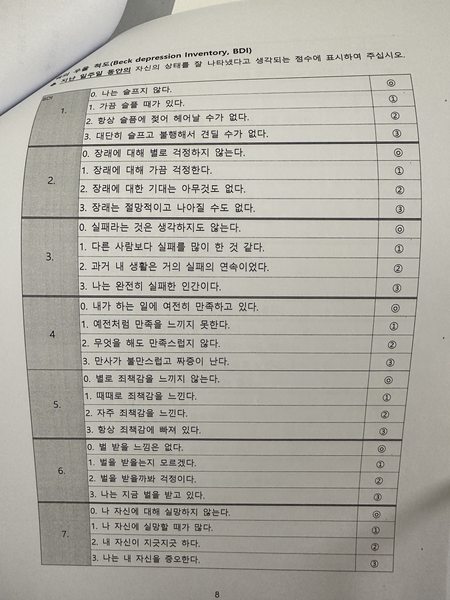 우울 척도(Beck depression Inventory, BDI)
지난 일주일 동안의 자신의 상태를 잘 나타냈다고 생각되는 점수에 표시하며 주십시오.
BDI
1.
0. 나는 슬프지 않다. ⓞ
1. 가끔 슬플 때가 있다. ①
2. 항상 슬픔에 젖어 헤어날 수가 없다. ②
3. 대단히 슬프고 불행해서 견딜 수가 없다. ③
2.
0. 장래에 대해 별로 걱정하지 않는다. ⓞ
1. 장래에 대해 가끔 걱정한다. ①
2. 장래에 대한 기대는 아무것도 없다. ②
3. 장래는 절망적이고 나아질 수도 없다. ③
3.
0. 실패라는 것은 생각하지도 않는다. ⓞ
1. 다른 사람보다 실패를 많이 한 것 같다. ①
2. 과거 내 생활은 거의 실패의 연속이었다. ②
3. 나는 완전히 실패한 인간이다. ③
4
0. 내가 하는 일에 여전히 만족하고 있다. ⓞ
1. 예전처럼 만족을 느끼지 못한다. ①
2. 무엇을 해도 만족스럽지 않다. ②
3. 만사가 불만스럽고 짜증이 난다. ③
5.
0. 별로 죄책감을 느끼지 않는다. ⓞ
1. 때때로 죄책감을 느낀다. ①
2. 자주 죄책감을 느낀다. ②
3. 항상 죄책감에 빠져 있다. ③
6.
0. 벌 받을 느낌은 없다. ⓞ
1. 벌을 받을는지 모르겠다. ①
2. 벌을 받을까봐 걱정이다. ②
3. 나는 지금 벌을 받고 있다. ③
7.
0. 나 자신에 대해 실망하지 않는다. ⓞ
1. 나 자신에 실망할 때가 많다. ①
2. 내 자신이 지긋지긋 하다. ②
3. 나는 내 자신을 증오한다. ③
8